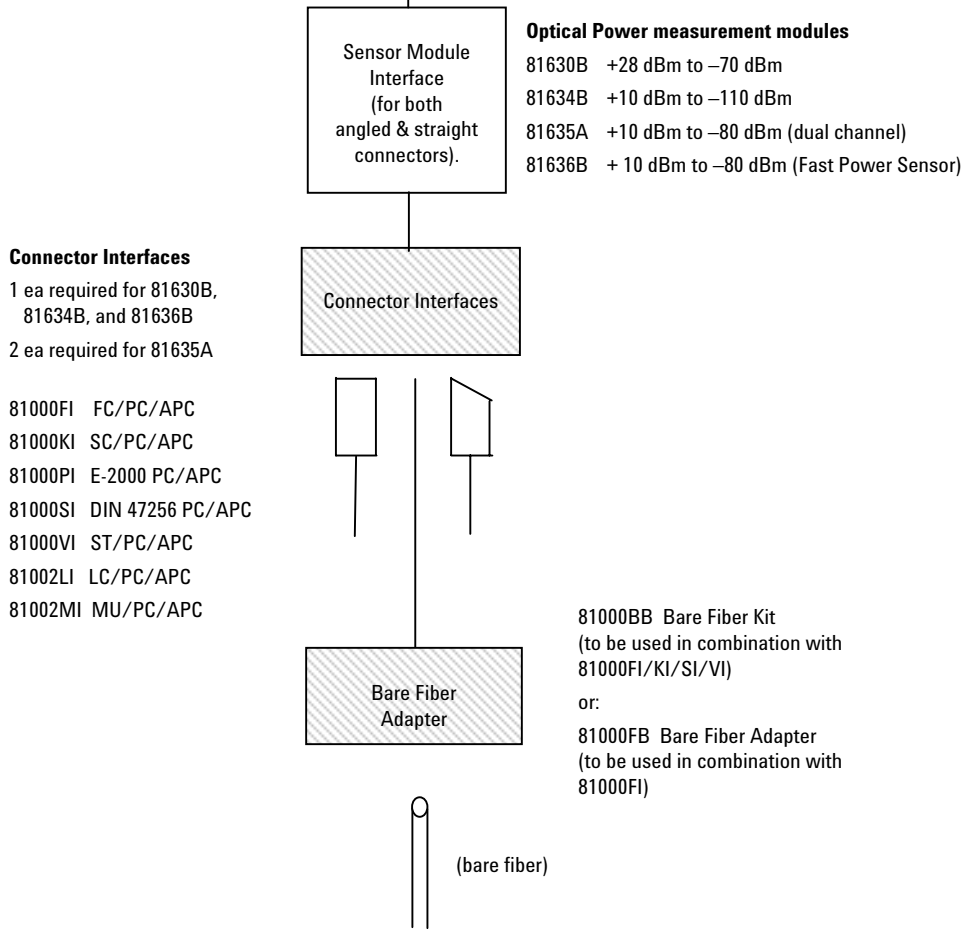 Sensor Module
Interface
(for both
angled & straight
connectors).
Optical Power measurement modules
81630B +28 dBm to –70 dBm
81634B +10 dBm to –110 dBm
81635A +10 dBm to –80 dBm (dual channel)
81636B + 10 dBm to –80 dBm (Fast Power Sensor)
Connector Interfaces
1 ea required for 81630B,
81634B, and 81636B
2 ea required for 81635A
81000FI FC/PC/APC
81000KI SC/PC/APC
81000PI E-2000 PC/APC
81000SI DIN 47256 PC/APC
81000VI ST/PC/APC
81002LI LC/PC/APC
81002MI MU/PC/APC
Connector Interfaces
Bare Fiber
Adapter
81000BB Bare Fiber Kit
(to be used in combination with
81000FI/KI/SI/VI)
or:
81000FB Bare Fiber Adapter
(to be used in combination with
81000FI)
(bare fiber)